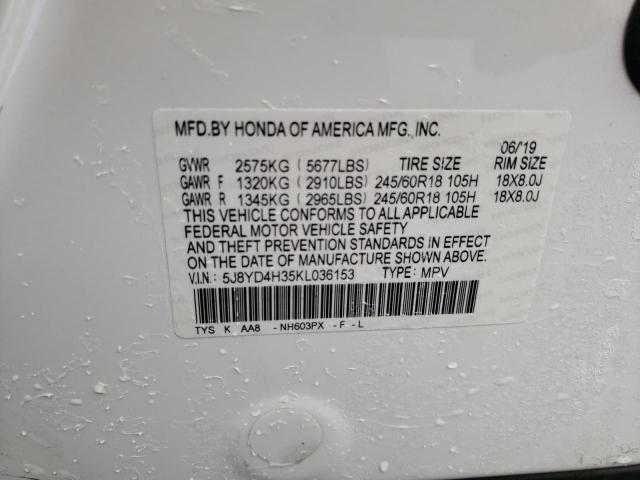 MFD.BY HONDA OF AMERICA MFG., INC.
06/'19
GVWR 2575KG ( 5677LBS) TIRE SIZE RIM SIZE
GAWR F 1320KG ( 2910LBS) 245/60R18 105H 18X8.0J
GAWR R 1345KG ( 2965LBS) 245/60R18 105H 18X8.0J
THIS VEHICLE CONFORMS TO ALL APPLICABLE
FEDERAL MOTOR VEHICLE SAFETY
AND THEFT PREVENTION STANDARDS IN EFFECT
ON THE DATE OF MANUFACTURE SHOWN ABOVE.
V.I.N.: 5J8YD4H35KL036153 TYPE: MPV
TYS K AA8 - NH603PX - F - L